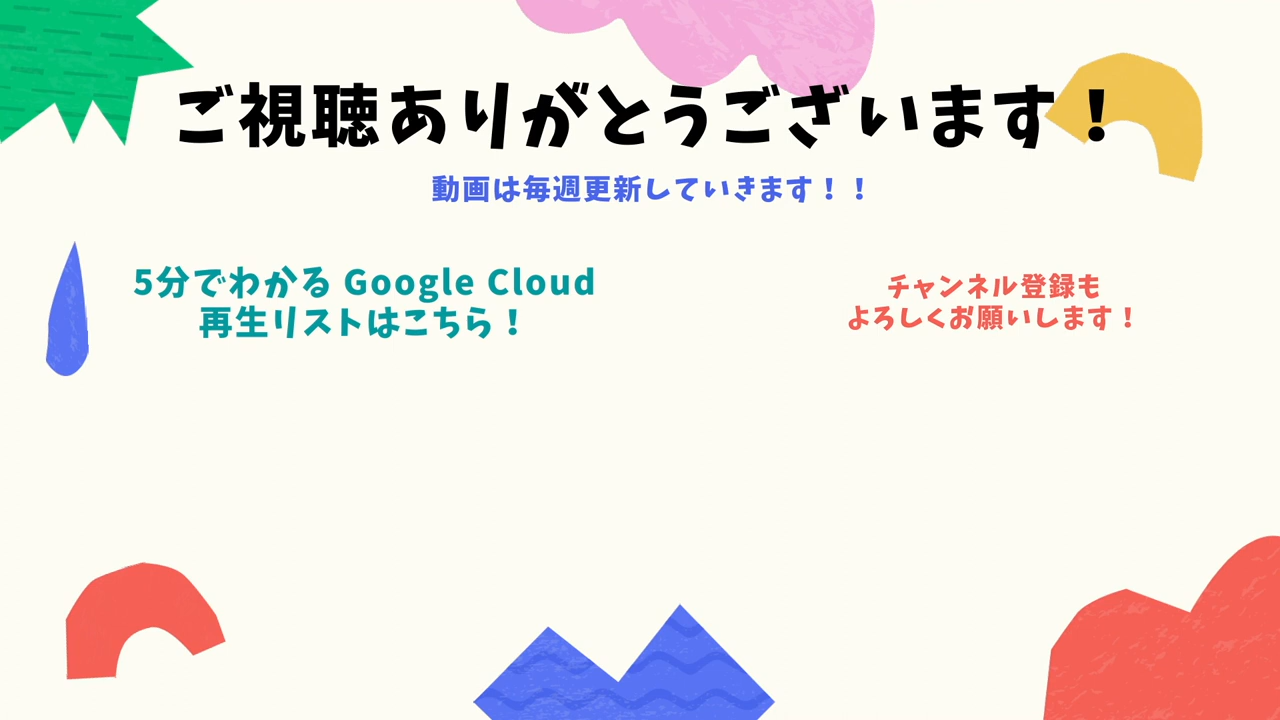 ご視聴ありがとうございます！
動画は毎週更新していきます！！
5分でわかる Google Cloud
再生リストはこちら！
チャンネル登録も
よろしくお願いします！